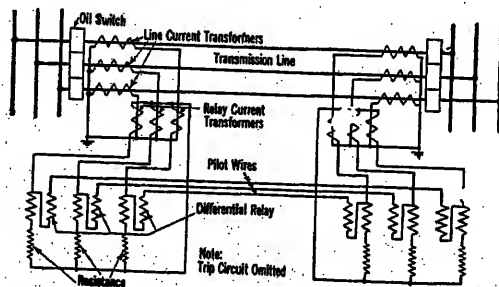 Oil Switch
Line Current Transformers
Transmission Line
Relay Current
Transformers
Pilot Wires
Differential Relay
Note:
Trip Circuit Omitted
Resistance